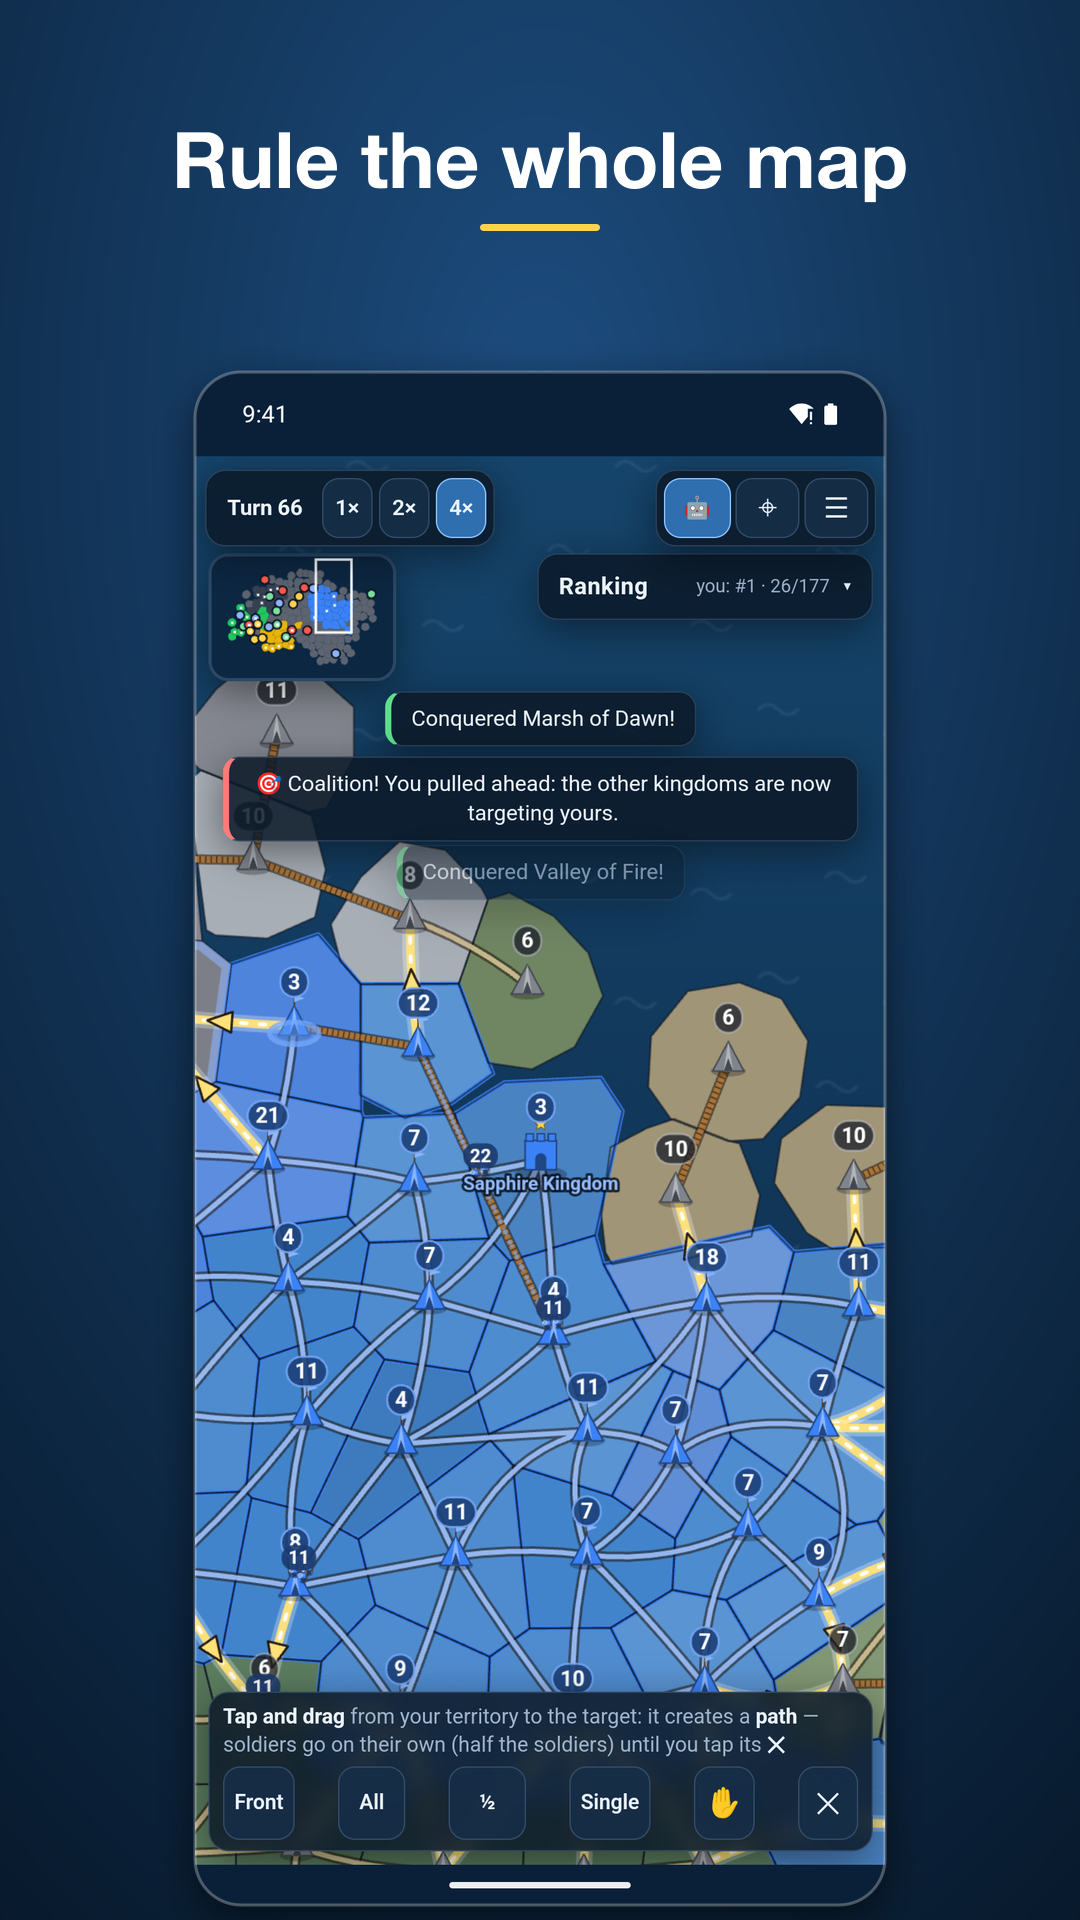 Rule the whole map
9:41
Turn 66
1×
2×
4×
Ranking
you: #1 · 26/177
11
Conquered Marsh of Dawn!
🎯 Coalition! You pulled ahead: the other kingdoms are now
targeting yours.
10
8
Conquered Valley of Fire!
6
3
12
6
21
7
3
22
10
10
Sapphire Kingdom
4
7
18
11
4
11
11
4
11
7
7
11
7
7
8
11
9
7
7
6
11
9
10
Tap and drag from your territory to the target: it creates a path —
soldiers go on their own (half the soldiers) until you tap its ✕
Front
All
½
Single